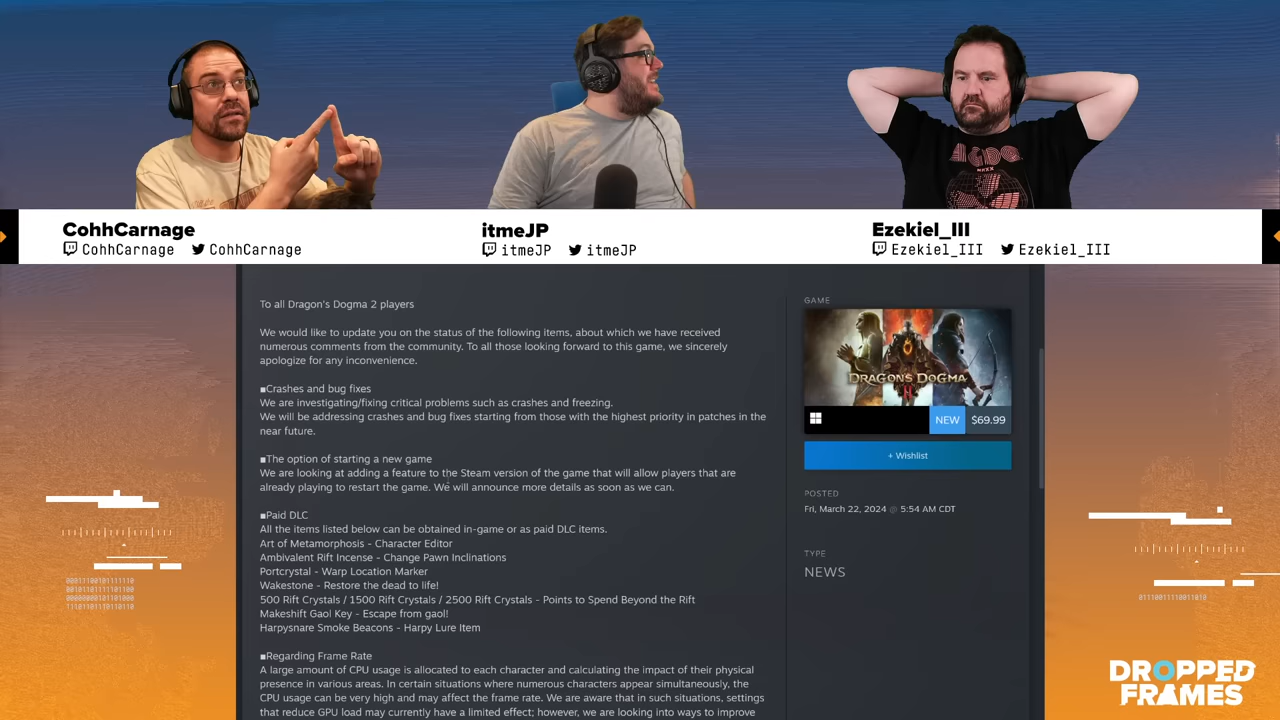 CohhCarnage
CohhCarnage CohhCarnage
itmeJP
itmeJP itmeJP
Ezekiel_III
Ezekiel_III Ezekiel_III
To all Dragon's Dogma 2 players
We would like to update you on the status of the following items, about which we have received
numerous comments from the community. To all those looking forward to this game, we sincerely
apologize for any inconvenience.
■Crashes and bug fixes
We are investigating/fixing critical problems such as crashes and freezing.
We will be addressing crashes and bug fixes starting from those with the highest priority in patches in the
near future.
■The option of starting a new game
We are looking at adding a feature to the Steam version of the game that will allow players that are
already playing to restart the game. We will announce more details as soon as we can.
■Paid DLC
All the items listed below can be obtained in-game or as paid DLC items.
Art of Metamorphosis - Character Editor
Ambivalent Rift Incense - Change Pawn Inclinations
Portcrystal - Warp Location Marker
Wakestone - Restore the dead to life!
500 Rift Crystals / 1500 Rift Crystals / 2500 Rift Crystals - Points to Spend Beyond the Rift
Makeshift Gaol Key - Escape from gaol!
Harpysnare Smoke Beacons - Harpy Lure Item
■Regarding Frame Rate
A large amount of CPU usage is allocated to each character and calculating the impact of their physical
presence in various areas. In certain situations where numerous characters appear simultaneously, the
CPU usage can be very high and may affect the frame rate. We are aware that in such situations, settings
that reduce GPU load may currently have a limited effect; however, we are looking into ways to improve
GAME
DRAGON'S DOGMA
II
NEW $69.99
+ Wishlist
POSTED
Fri, March 22, 2024 @ 5:54 AM CDT
TYPE
NEWS
DROPPED
FRAMES